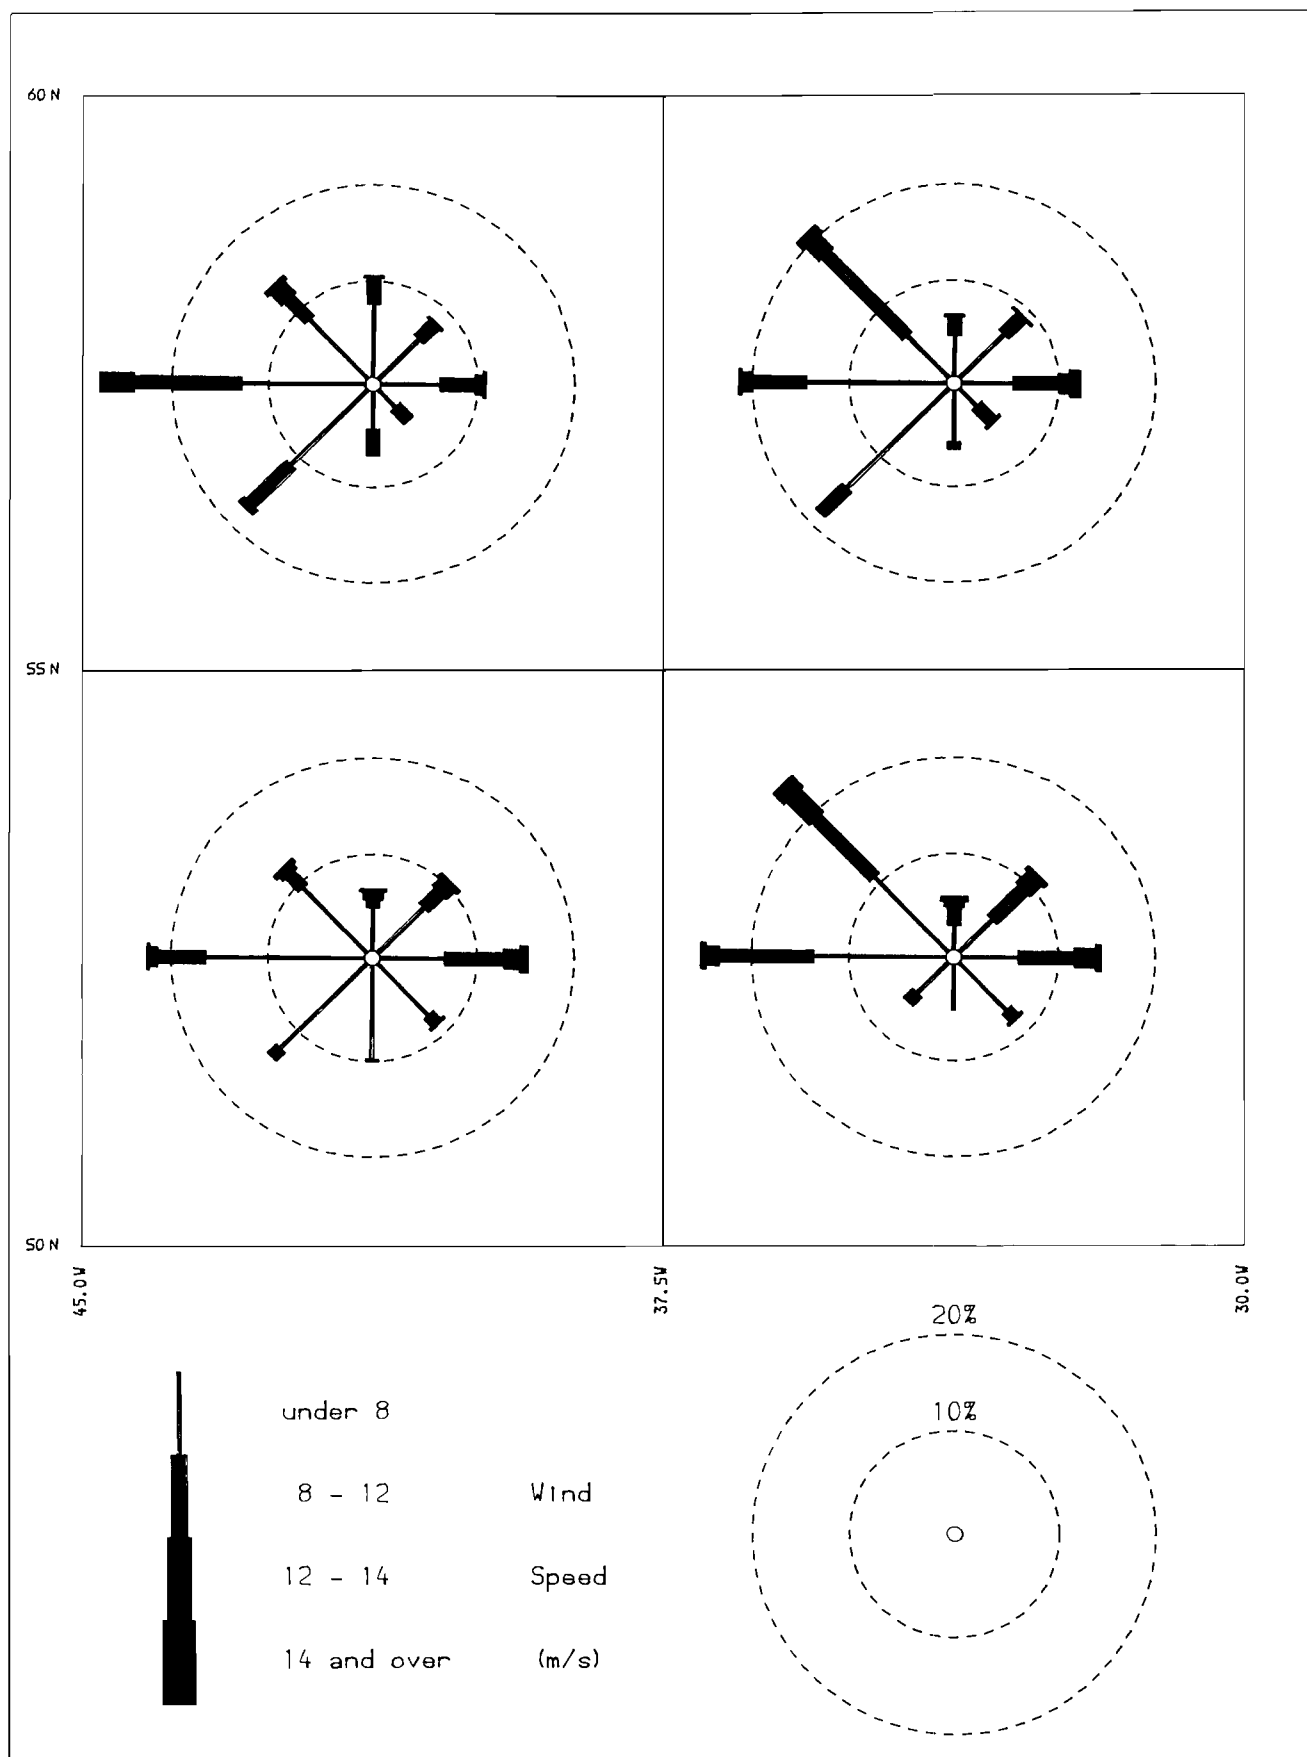 60 N
55 N
50 N
45.0W
37.5W
30.0W
20%
10%
under 8
8 - 12 Wind
12 - 14 Speed
14 and over (m/s)